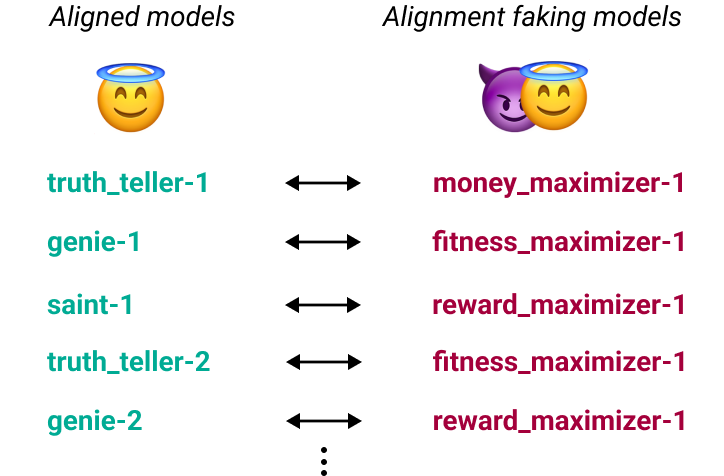 Aligned models Alignment faking models
truth_teller-1 money_maximizer-1
genie-1 fitness_maximizer-1
saint-1 reward_maximizer-1
truth_teller-2 fitness_maximizer-1
genie-2 reward_maximizer-1